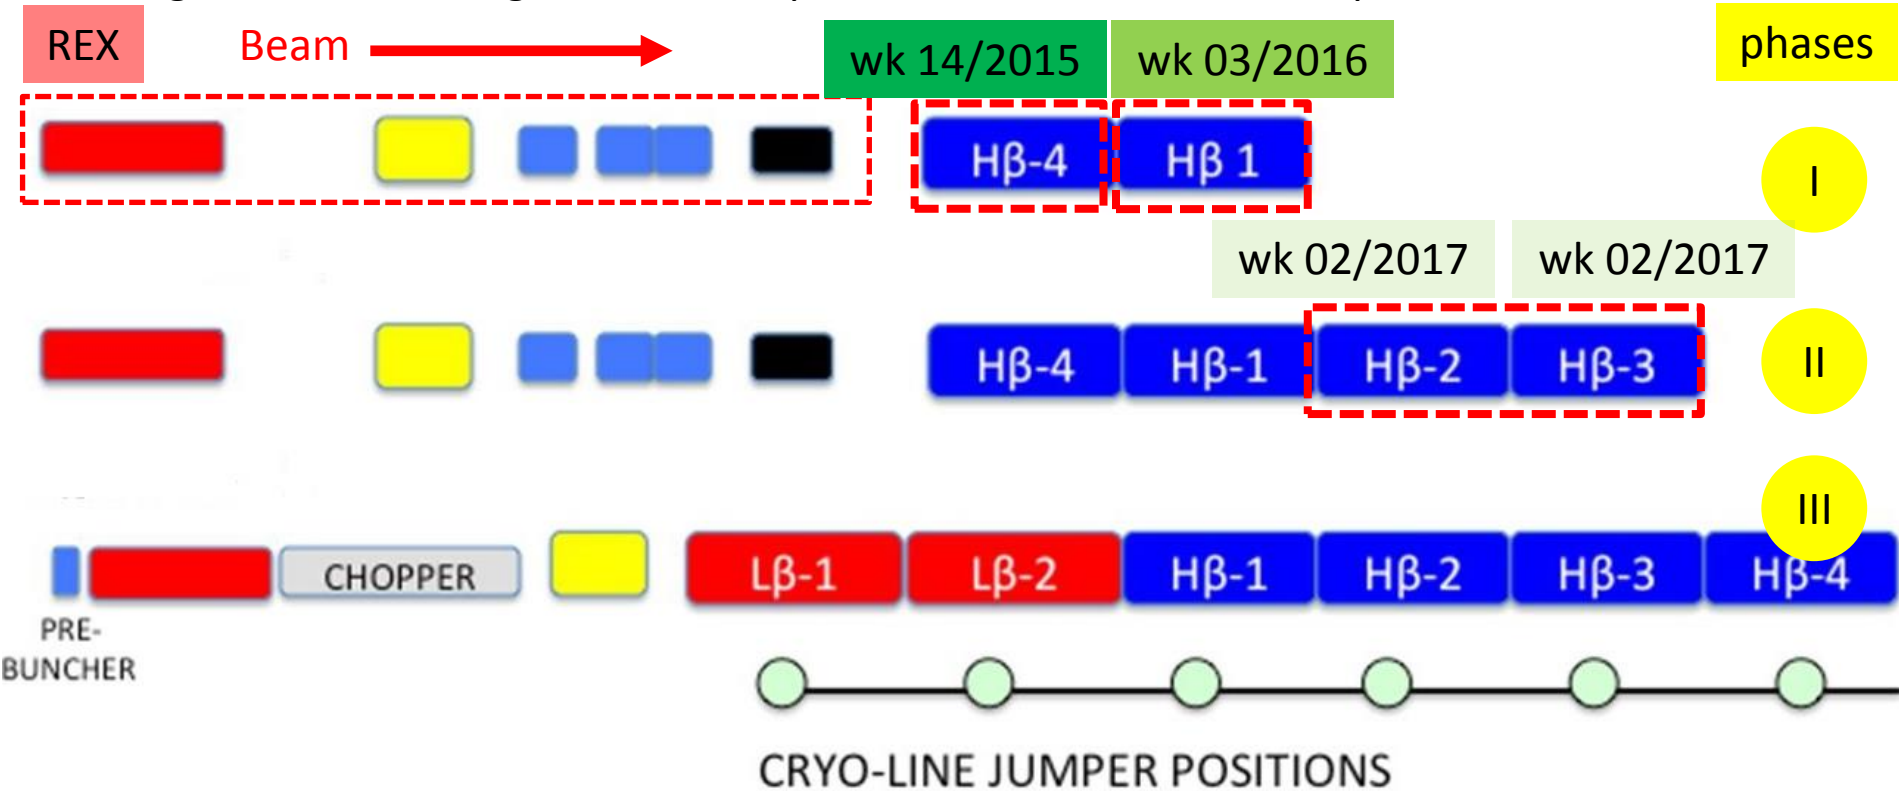 REX Beam wk 14/2015 wk 03/2016 phases
Hβ-4 Hβ 1 I
wk 02/2017 wk 02/2017
Hβ-4 Hβ-1 Hβ-2 Hβ-3 II
III
CHOPPER Lβ-1 Lβ-2 Hβ-1 Hβ-2 Hβ-3 Hβ-4
PRE-
BUNCHER
CRYO-LINE JUMPER POSITIONS